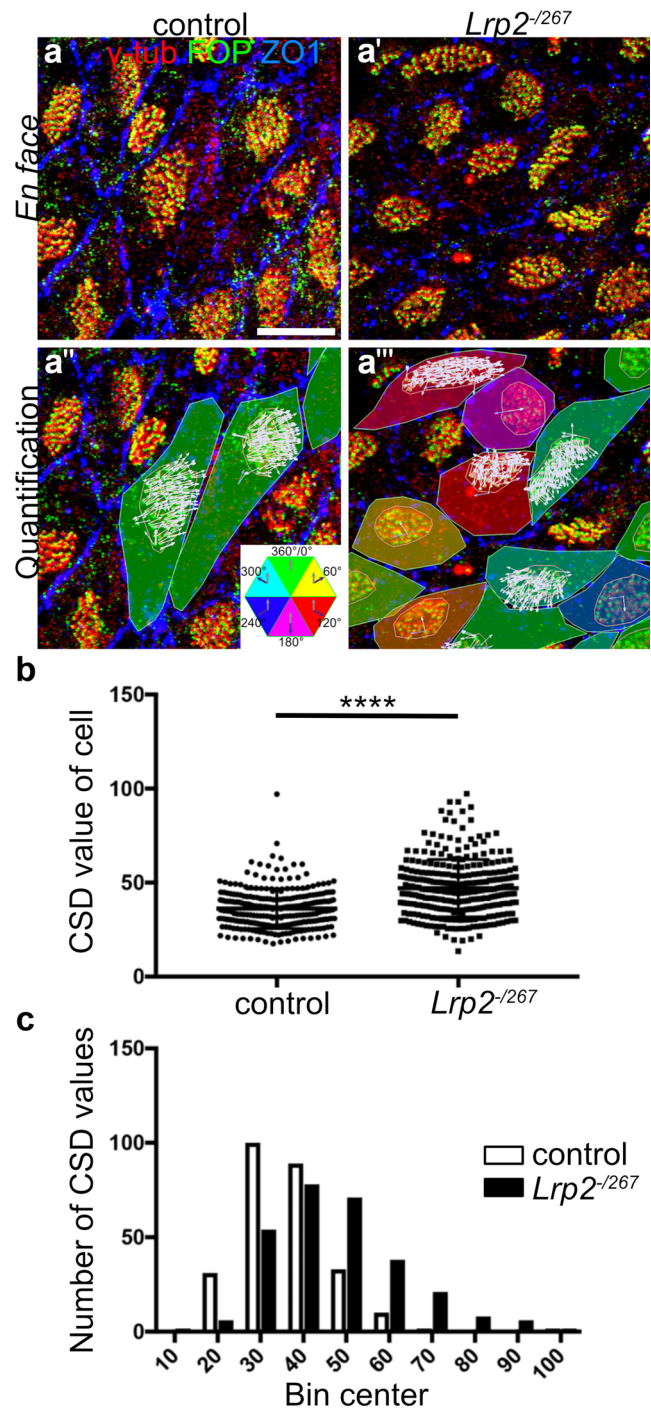 control Lrp2-/267
a γ-tub FOP ZO1 a'
En face
a'' a'''
Quantification
360°/0°
300° 60°
240° 120°
180°
b
150
****
100
50
0
CSD value of cell
control Lrp2-/267
c
150
100
50
0
Number of CSD values
control
Lrp2-/267
10 20 30 40 50 60 70 80 90 100
Bin center